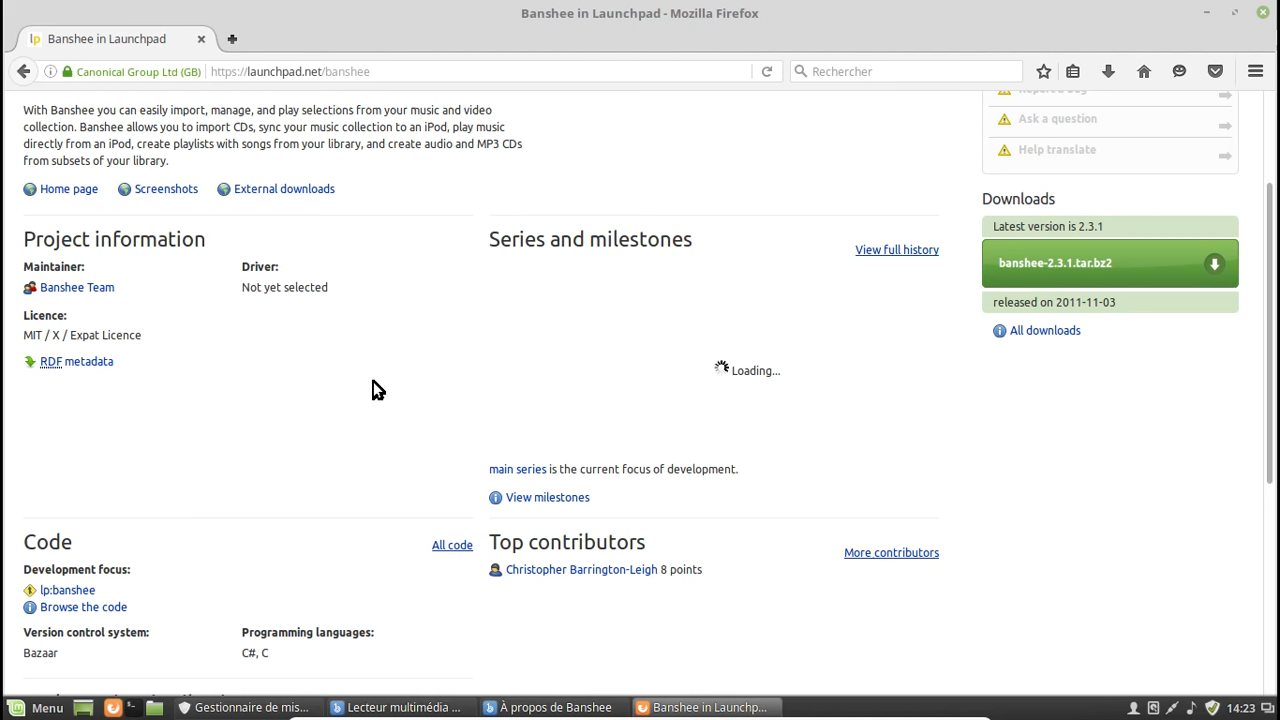 Banshee in Launchpad - Mozilla Firefox
lp Banshee in Launchpad
Canonical Group Ltd (GB) https://launchpad.net/banshee
Rechercher
With Banshee you can easily import, manage, and play selections from your music and video
collection. Banshee allows you to import CDs, sync your music collection to an iPod, play music
directly from an iPod, create playlists with songs from your library, and create audio and MP3 CDs
from subsets of your library.
Home page Screenshots External downloads
Report a bug
Ask a question
Help translate
Downloads
Latest version is 2.3.1
banshee-2.3.1.tar.bz2
released on 2011-11-03
All downloads
Project information
Maintainer: Driver:
Banshee Team Not yet selected
Licence:
MIT / X / Expat Licence
RDF metadata
Series and milestones
View full history
Loading...
main series is the current focus of development.
View milestones
Code
All code
Development focus:
lp:banshee
Browse the code
Version control system: Programming languages:
Bazaar C#, C
Top contributors
More contributors
Christopher Barrington-Leigh 8 points
Menu Gestionnaire de mis... Lecteur multimédia ... À propos de Banshee Banshee in Launchp... 14:23